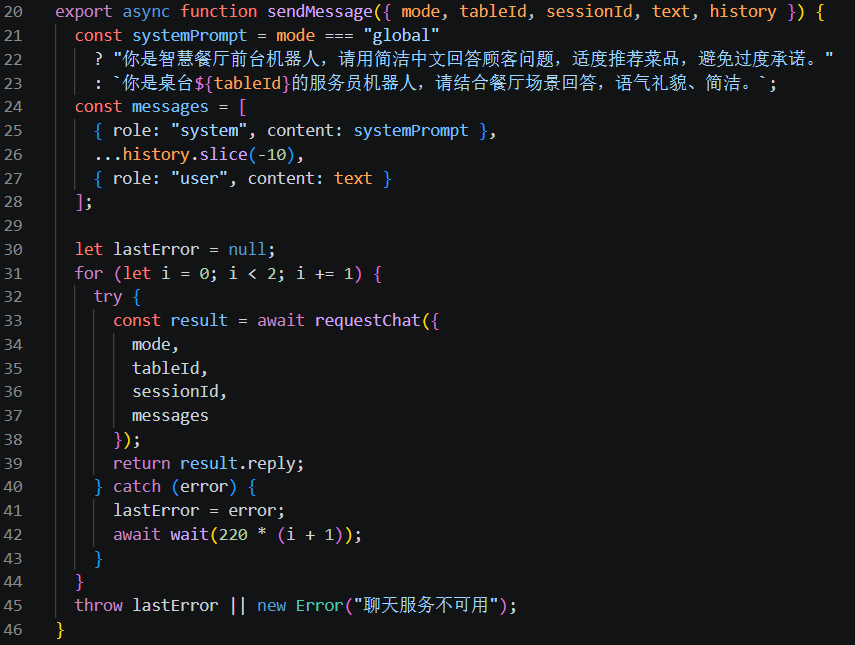 20 export async function sendMessage({ mode, tableId, sessionId, text, history }) {
21   const systemPrompt = mode === "global"
22     ? "你是智慧餐厅前台机器人，请用简洁中文回答顾客问题，适度推荐菜品，避免过度承诺。"
23     : `你是桌台${tableId}的服务员机器人，请结合餐厅场景回答，语气礼貌、简洁。`;
24   const messages = [
25     { role: "system", content: systemPrompt },
26     ...history.slice(-10),
27     { role: "user", content: text }
28   ];
29
30   let lastError = null;
31   for (let i = 0; i < 2; i += 1) {
32     try {
33       const result = await requestChat({
34         mode,
35         tableId,
36         sessionId,
37         messages
38       });
39       return result.reply;
40     } catch (error) {
41       lastError = error;
42       await wait(220 * (i + 1));
43     }
44   }
45   throw lastError || new Error("聊天服务不可用");
46 }